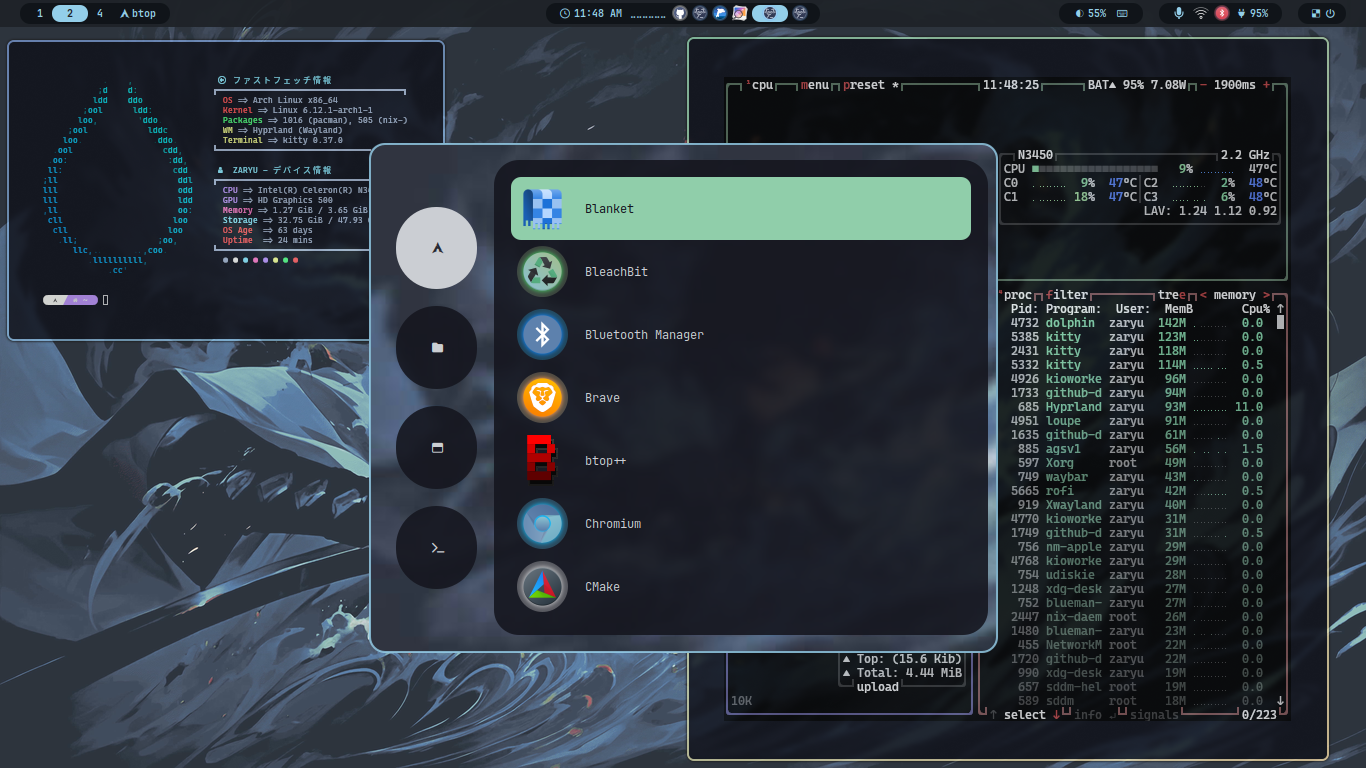 1 2 4 btop
11:48 AM
55%
95%
ファストフェッチ情報
OS => Arch Linux x86_64
Kernel => Linux 6.12.1-arch1-1
Packages => 1016 (pacman), 505 (nix-)
WM => Hyprland (Wayland)
Terminal => kitty 0.37.0
ZARYU — デバイス情報
CPU => Intel(R) Celeron(R)
GPU => HD Graphics 500
Memory => 1.27 GiB / 3.65 GiB
Storage => 32.75 GiB / 47.93
OS Age => 63 days
Uptime => 24 mins
Blanket
BleachBit
Bluetooth Manager
Brave
btop++
Chromium
CMake
¹cpu menu preset * 11:48:25 BAT▲ 95% 7.08W - 1900ms +
N3450 2.2 GHz
CPU 9% 47°C
C0 9% 47°C C2 2% 48°C
C1 18% 47°C C3 6% 48°C
LAV: 1.24 1.12 0.92
proc filter tree < memory >
Pid: Program: User: MemB Cpu% ↑
4732 dolphin zaryu 142M 0.0
5385 kitty zaryu 123M 0.0
2431 kitty zaryu 118M 0.0
5332 kitty zaryu 114M 0.5
4926 kioworke zaryu 96M 0.0
1733 github-d zaryu 94M 0.0
685 Hyprland zaryu 93M 11.0
4951 loupe zaryu 91M 0.0
1635 github-d zaryu 61M 0.0
885 agsv1 zaryu 56M 1.5
597 Xorg root 49M 0.0
749 waybar zaryu 43M 0.0
5665 rofi zaryu 42M 0.5
919 Xwayland zaryu 40M 0.0
4770 kioworke zaryu 31M 0.0
1749 github-d zaryu 31M 0.5
756 nm-apple zaryu 29M 0.0
4768 kioworke zaryu 29M 0.0
754 udiskie zaryu 28M 0.0
1248 xdg-desk zaryu 27M 0.0
752 blueman- zaryu 27M 0.0
2447 nix-daem root 26M 0.0
1480 blueman- zaryu 23M 0.0
455 NetworkM root 22M 0.0
1720 github-d zaryu 22M 0.0
990 xdg-desk zaryu 19M 0.0
657 sddm-hel root 19M 0.0
589 sddm root 18M 0.0 ↓
↑ select ↓ info ↲ signals 0/223
▲ Top: (15.6 Kib)
▲ Total: 4.44 MiB
upload
10K